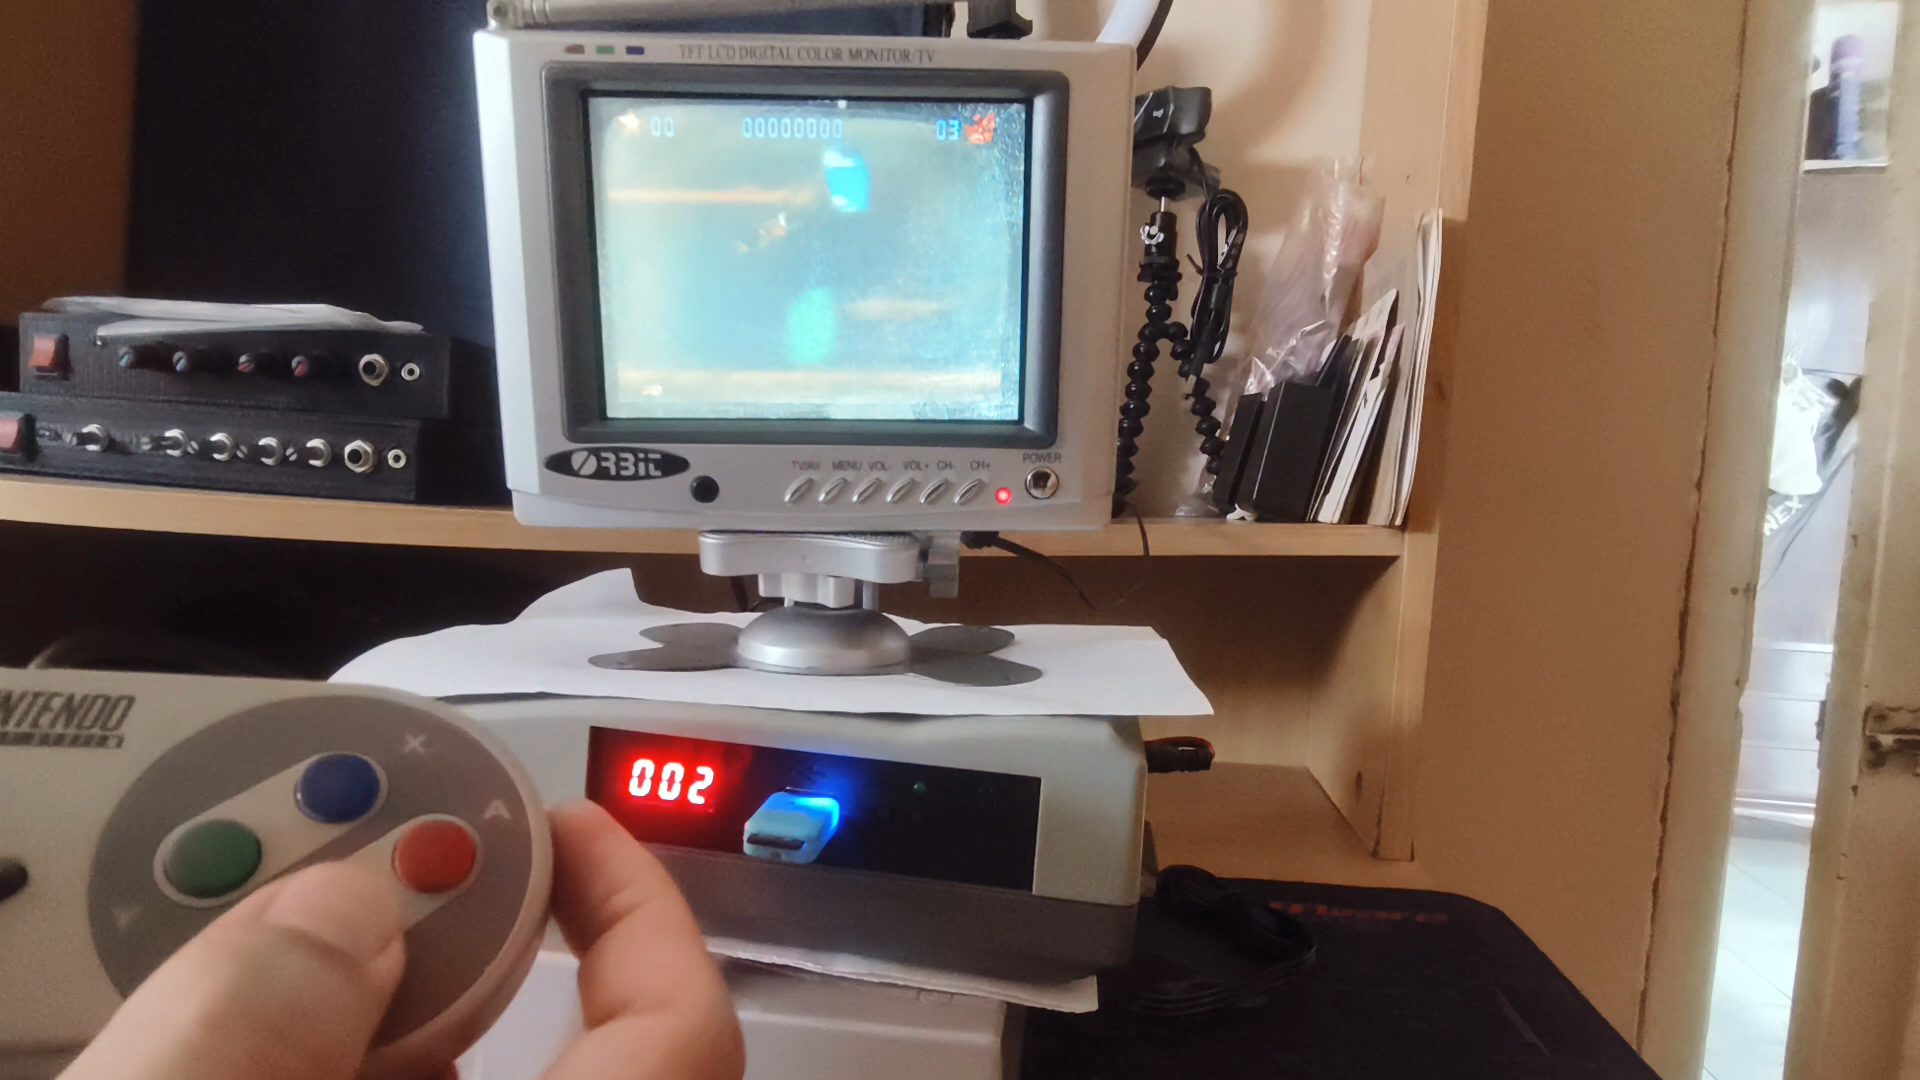 TFT LCD DIGITAL COLOR MONITOR/TV
00 00000000 03
ORBIT
TV/AV MENU VOL- VOL+ CH- CH+ POWER
NINTENDO
X
A
Y
002